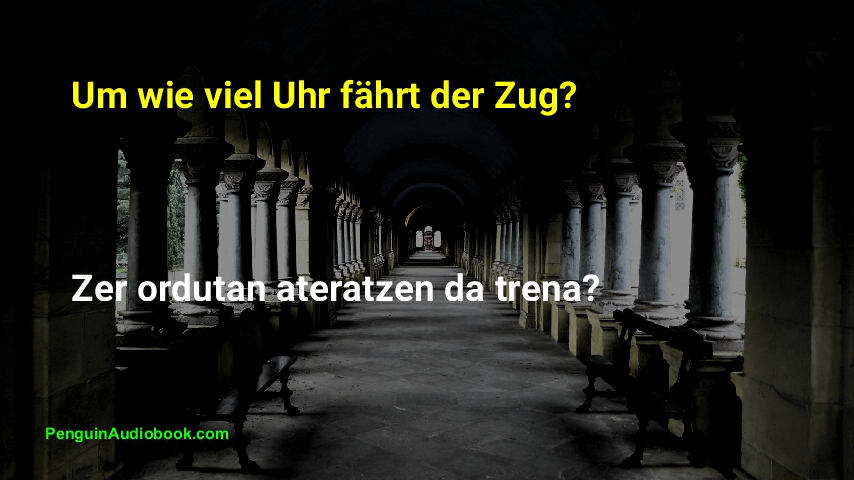 Um wie viel Uhr fährt der Zug?
Zer ordutan ateratzen da trena?
PenguinAudiobook.com